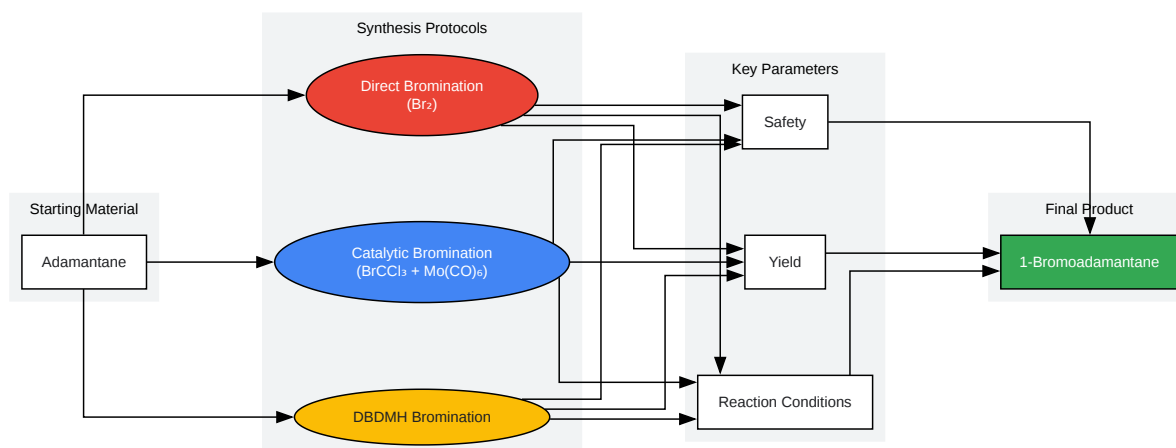 Synthesis Protocols
Direct Bromination
(Br₂)
Key Parameters
Safety
Starting Material
Adamantane
Catalytic Bromination
(BrCCl₃ + Mo(CO)₆)
Yield
Final Product
1-Bromoadamantane
DBDMH Bromination
Reaction Conditions